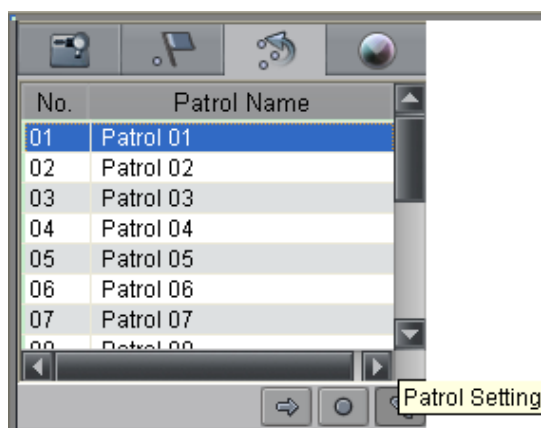 No. Patrol Name
01 Patrol 01
02 Patrol 02
03 Patrol 03
04 Patrol 04
05 Patrol 05
06 Patrol 06
07 Patrol 07
Patrol Setting